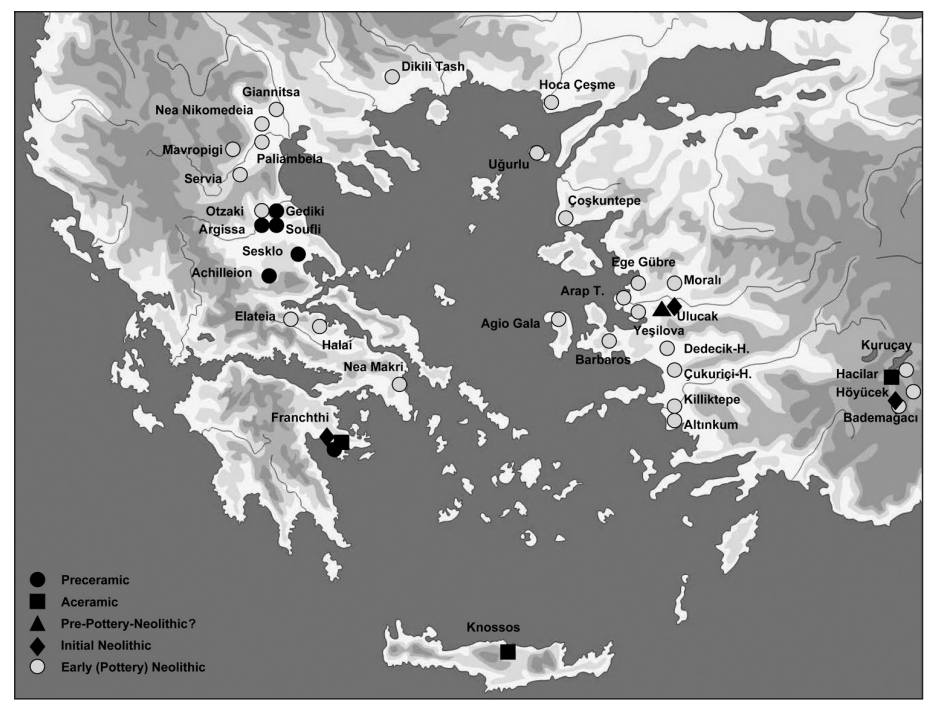 Dikili Tash
Hoca Çeşme
Giannitsa
Nea Nikomedeia
Mavropigi
Paliambela
Uğurlu
Servia
Otzaki
Gediki
Çoşkuntepe
Argissa
Soufli
Sesklo
Achilleion
Ege Gübre
Moralı
Arap T.
Elateia
Agio Gala
Ulucak
Yeşilova
Halai
Barbaros
Dedecik-H.
Kuruçay
Nea Makri
Çukuriçi-H.
Hacilar
Höyücek
Killiktepe
Franchthi
Bademağacı
Altınkum
Preceramic
Aceramic
Pre-Pottery-Neolithic?
Knossos
Initial Neolithic
Early (Pottery) Neolithic